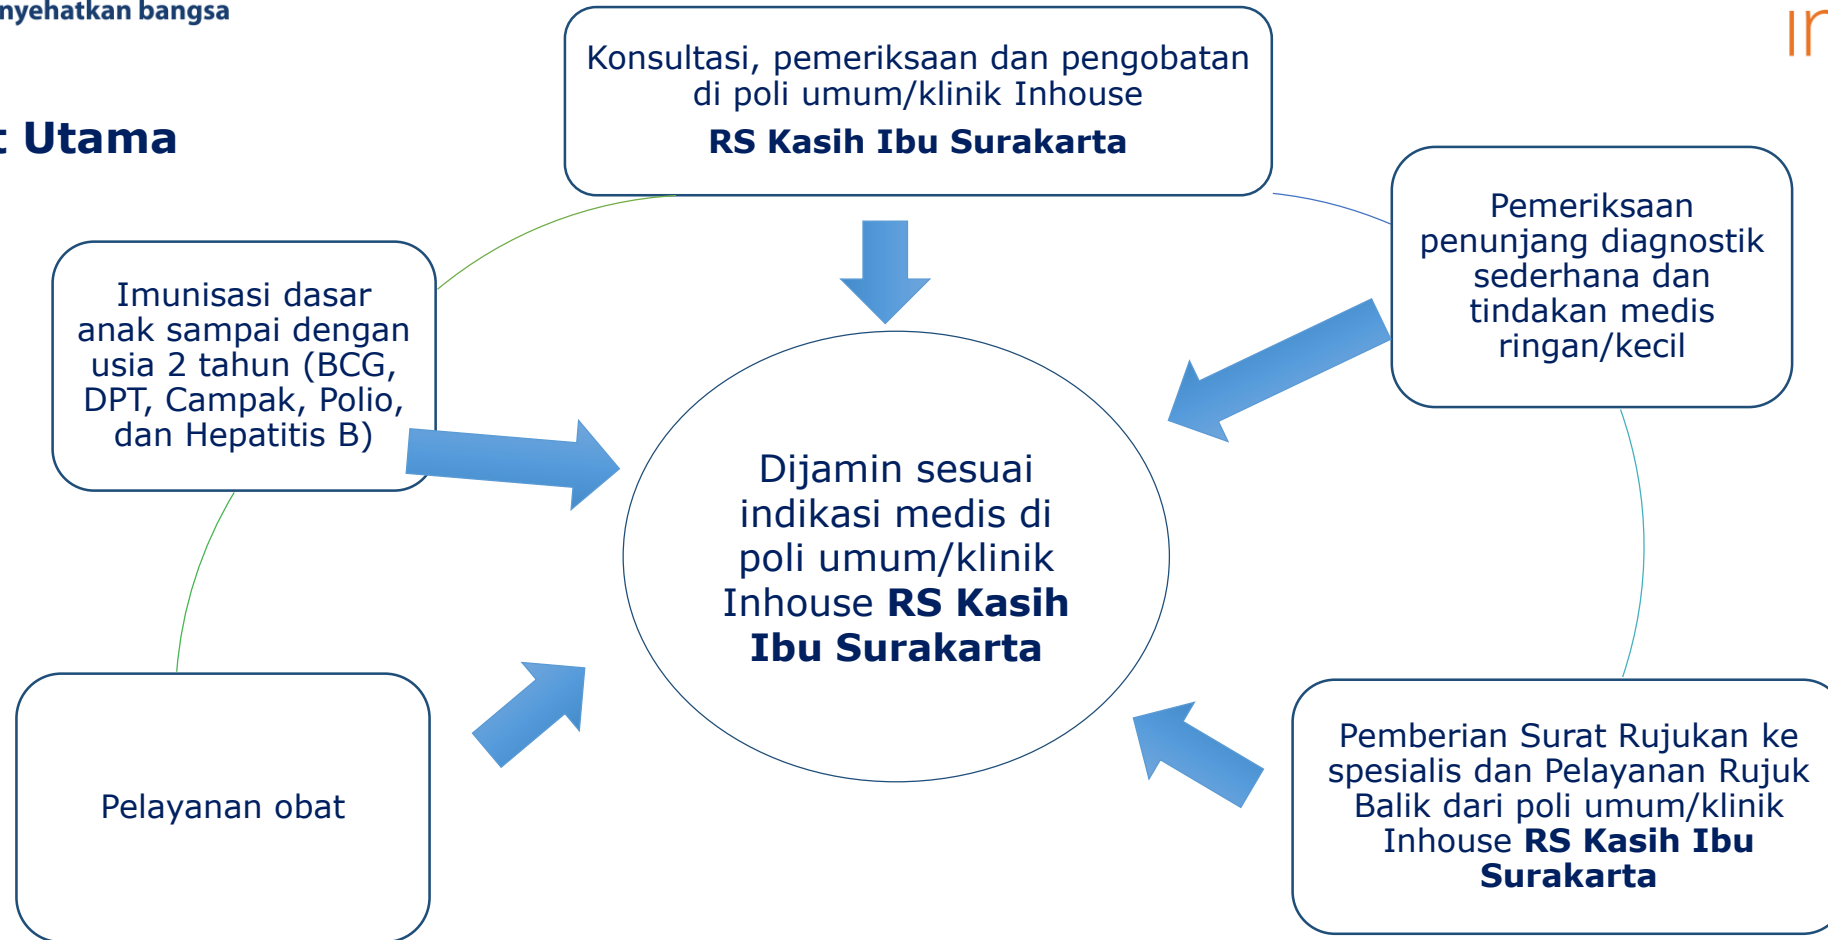 nyehatkan bangsa
t Utama
Konsultasi, pemeriksaan dan pengobatan
di poli umum/klinik Inhouse
RS Kasih Ibu Surakarta
Pemeriksaan
penunjang diagnostik
sederhana dan
tindakan medis
ringan/kecil
Imunisasi dasar
anak sampai dengan
usia 2 tahun (BCG,
DPT, Campak, Polio,
dan Hepatitis B)
Dijamin sesuai
indikasi medis di
poli umum/klinik
Inhouse RS Kasih
Ibu Surakarta
Pelayanan obat
Pemberian Surat Rujukan ke
spesialis dan Pelayanan Rujuk
Balik dari poli umum/klinik
Inhouse RS Kasih Ibu
Surakarta